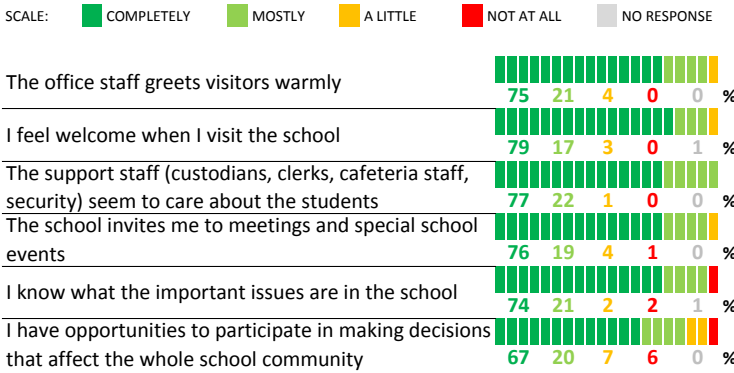 SCALE: COMPLETELY MOSTLY A LITTLE NOT AT ALL NO RESPONSE
The office staff greets visitors warmly
75 21 4 0 0 %
I feel welcome when I visit the school
79 17 3 0 1 %
The support staff (custodians, clerks, cafeteria staff,
security) seem to care about the students
77 22 1 0 0 %
The school invites me to meetings and special school
events
76 19 4 1 0 %
I know what the important issues are in the school
74 21 2 2 1 %
I have opportunities to participate in making decisions
that affect the whole school community
67 20 7 6 0 %